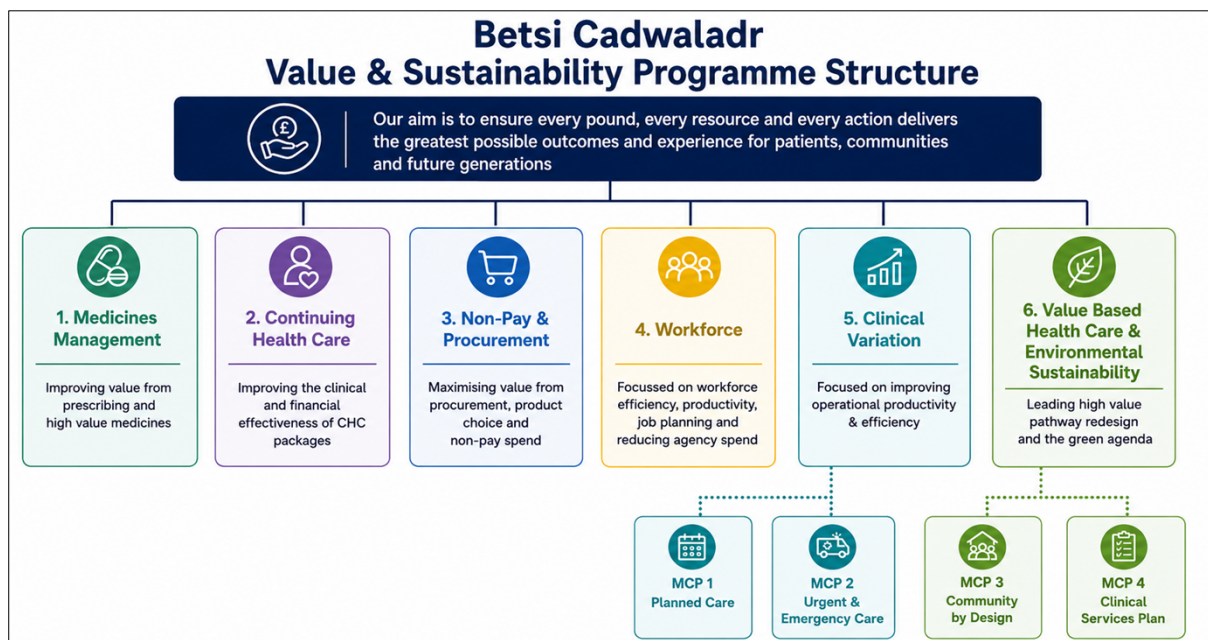 Betsi Cadwaladr
Value & Sustainability Programme Structure
£
Our aim is to ensure every pound, every resource and every action delivers
the greatest possible outcomes and experience for patients, communities
and future generations
1. Medicines
Management
Improving value from
prescribing and
high value medicines
2. Continuing
Health Care
Improving the clinical
and financial
effectiveness of CHC
packages
3. Non-Pay &
Procurement
Maximising value from
procurement, product
choice and
non-pay spend
4. Workforce
Focussed on workforce
efficiency, productivity,
job planning and
reducing agency spend
5. Clinical
Variation
Focused on improving
operational productivity
& efficiency
6. Value Based
Health Care &
Environmental
Sustainability
Leading high value
pathway redesign
and the green agenda
MCP 1
Planned Care
MCP 2
Urgent &
Emergency Care
MCP 3
Community
by Design
MCP 4
Clinical
Services Plan